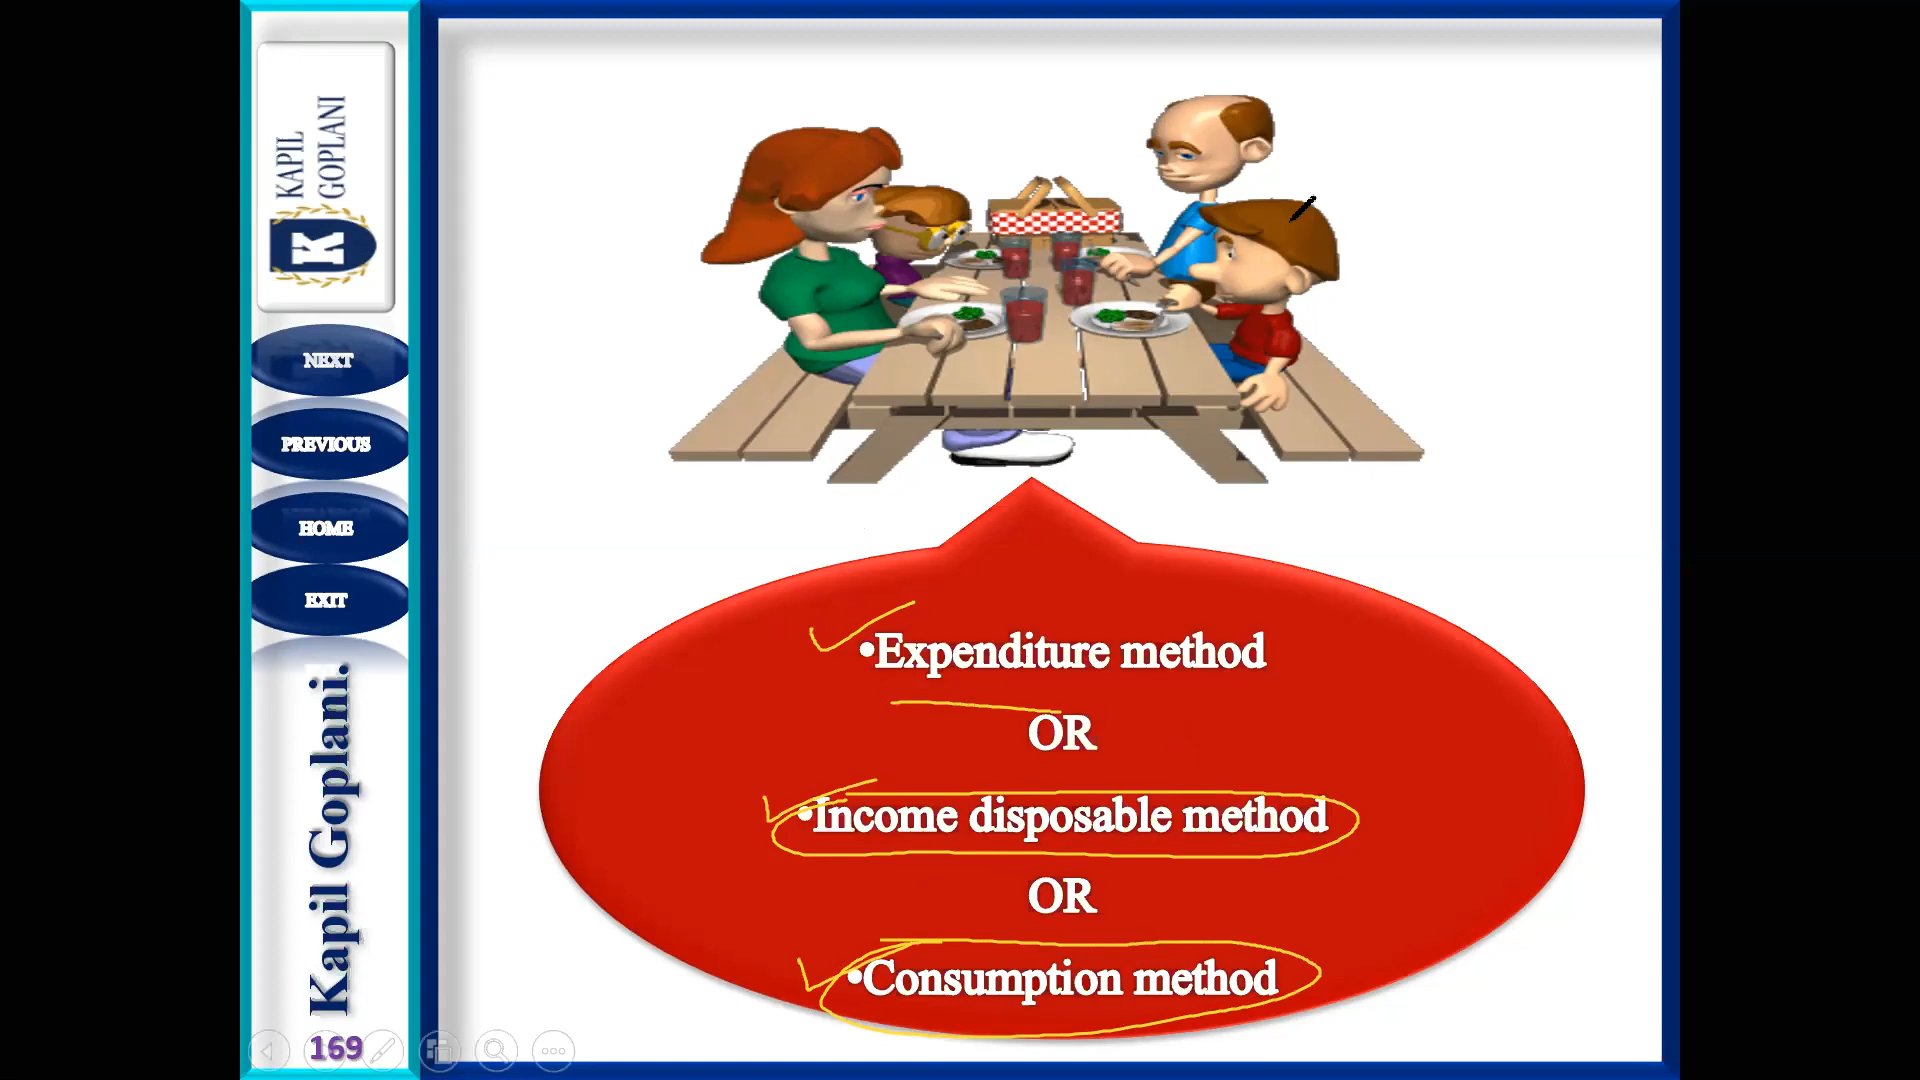 KAPIL
GOPLANI
K
NEXT
PREVIOUS
HOME
EXIT
Kapil Goplani.
169
•Expenditure method
OR
•Income disposable method
OR
•Consumption method